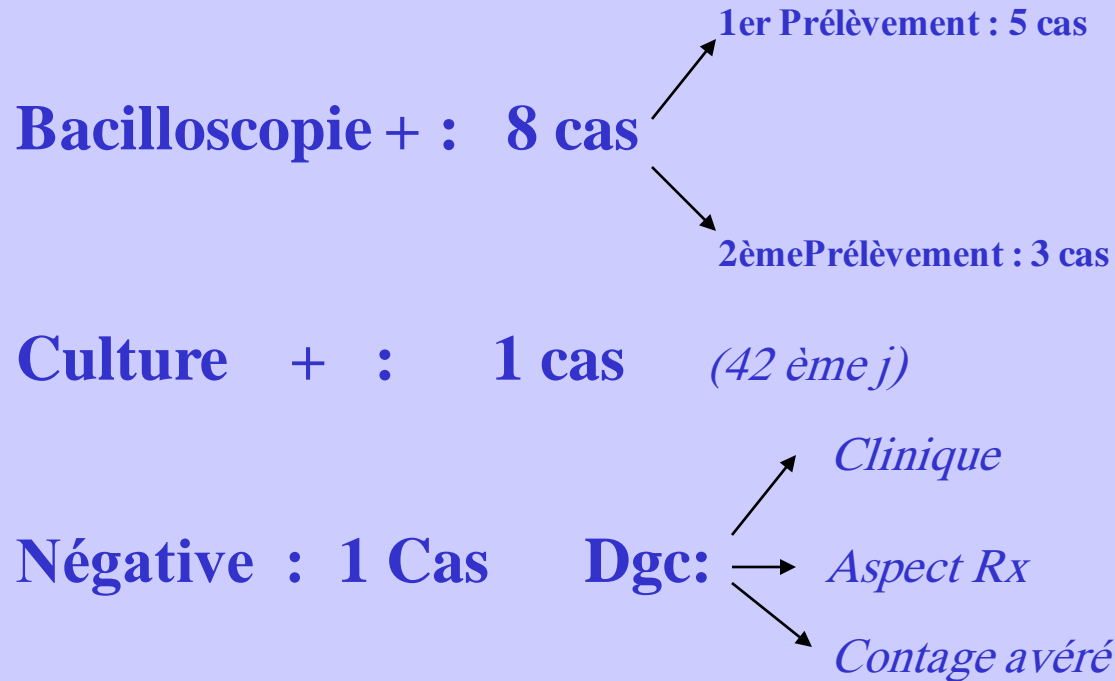 1er Prélèvement : 5 cas
Bacilloscopie + : 8 cas
2èmePrélèvement : 3 cas
Culture + : 1 cas (42 ème j)
Clinique
Négative : 1 Cas Dgc: Aspect Rx
Contage avéré